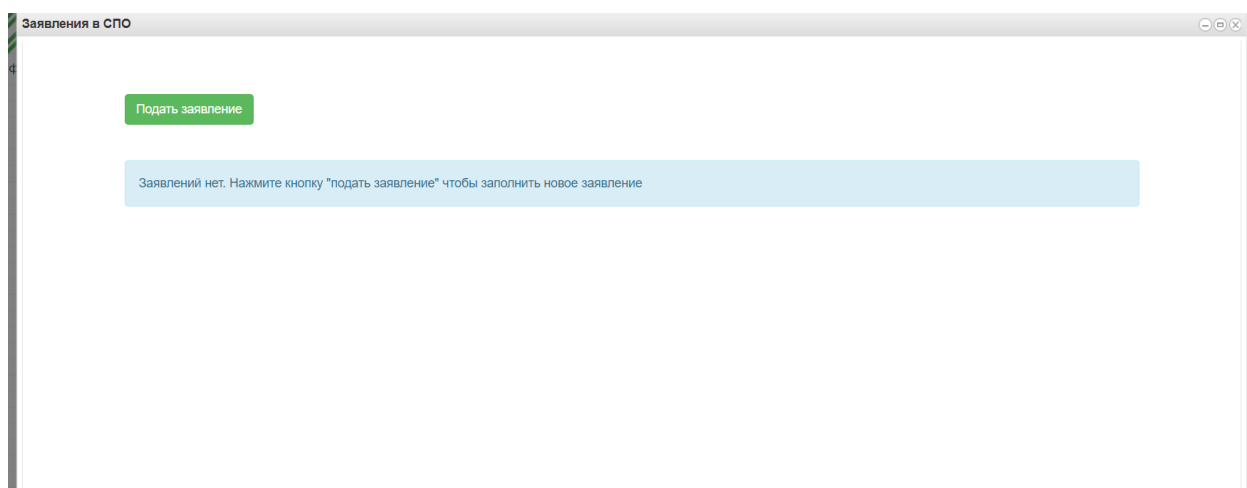 Заявления в СПО
Подать заявление
Заявлений нет. Нажмите кнопку "подать заявление" чтобы заполнить новое заявление